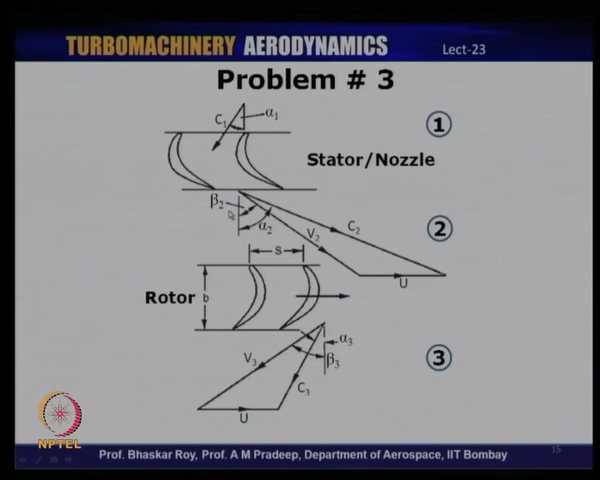 TURBOMACHINERY AERODYNAMICS Lect-23
Problem # 3
C1 α1 1
Stator/Nozzle
β2 α2 V2 C2 2
U
s
Rotor b
α3
β3 3
V3 C3
U
NPTEL
Prof. Bhaskar Roy, Prof. A M Pradeep, Department of Aerospace, IIT Bombay 15